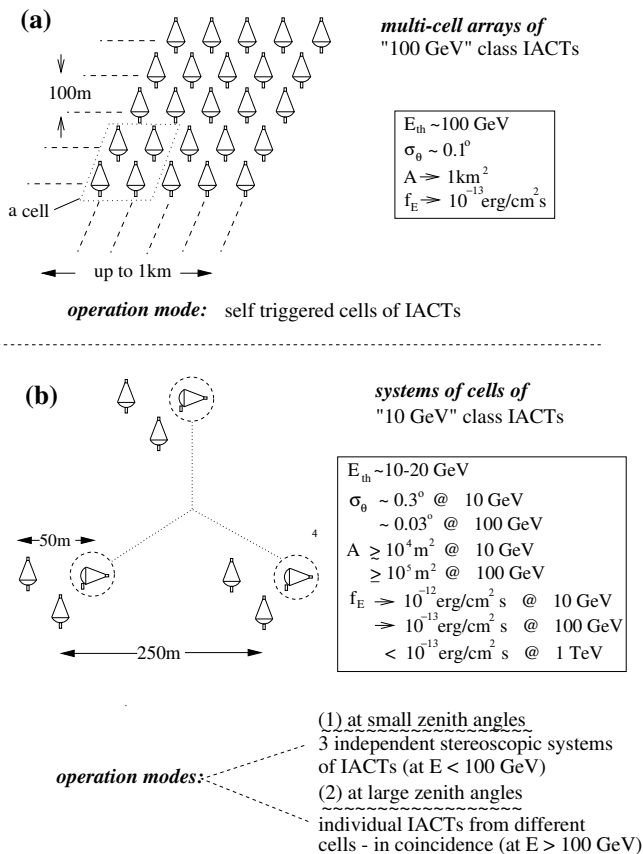 (a)
multi-cell arrays of
"100 GeV" class IACTs
100m
E_th ~100 GeV
σ_θ ~ 0.1°
A → 1km²
f_E → 10⁻¹³ erg/cm² s
a cell
up to 1km
operation mode: self triggered cells of IACTs
(b)
systems of cells of
"10 GeV" class IACTs
E_th ~10-20 GeV
σ_θ ~ 0.3° @ 10 GeV
~ 0.03° @ 100 GeV
A ≳ 10⁴ m² @ 10 GeV
≳ 10⁵ m² @ 100 GeV
f_E → 10⁻¹² erg/cm² s @ 10 GeV
→ 10⁻¹³ erg/cm² s @ 100 GeV
< 10⁻¹³ erg/cm² s @ 1 TeV
4
50m
250m
operation modes:
(1) at small zenith angles
3 independent stereoscopic systems
of IACTs (at E < 100 GeV)
(2) at large zenith angles
individual IACTs from different
cells - in coincidence (at E > 100 GeV)